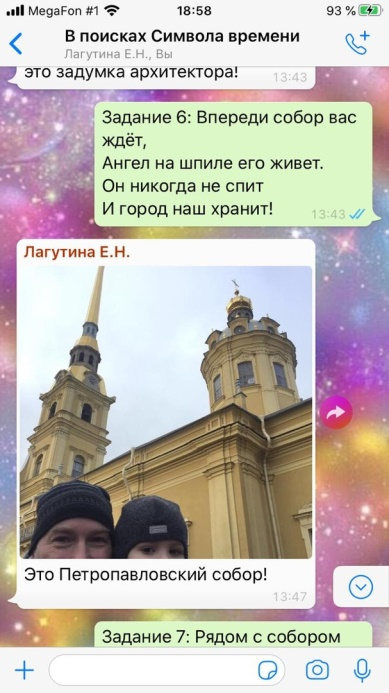 MegaFon #1 18:58 93 %
В поисках Символа времени
Лагутина Е.Н., Вы
это задумка архитектора! 13:43
Задание 6: Впереди собор вас
ждёт,
Ангел на шпиле его живет.
Он никогда не спит
И город наш хранит! 13:43
Лагутина Е.Н.
Это Петропавловский собор!
13:47
Задание 7: Рядом с собором